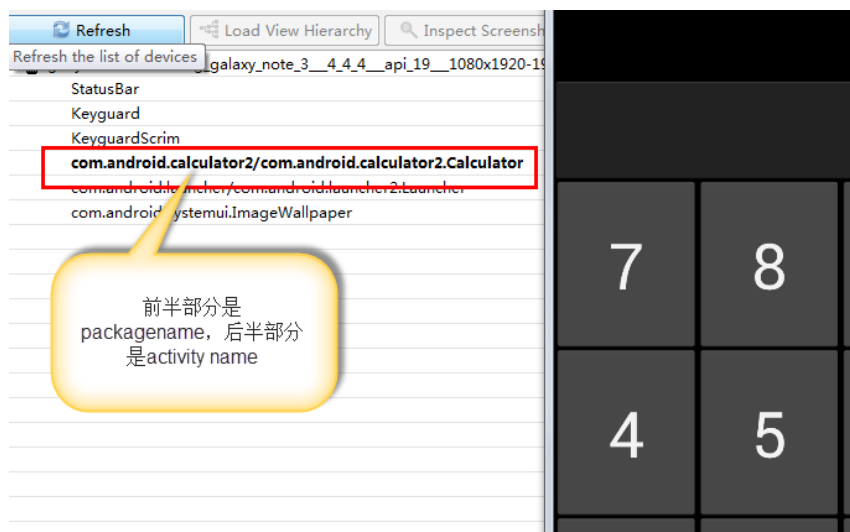 Refresh
Load View Hierarchy
Inspect Screensh
Refresh the list of devices
_galaxy_note_3__4_4_4__api_19__1080x1920-19
StatusBar
Keyguard
KeyguardScrim
com.android.calculator2/com.android.calculator2.Calculator
com.android.launcher/com.android.launcher2.Launcher
com.android.systemui.ImageWallpaper
前半部分是
packagename，后半部分
是activity name
7 8
4 5